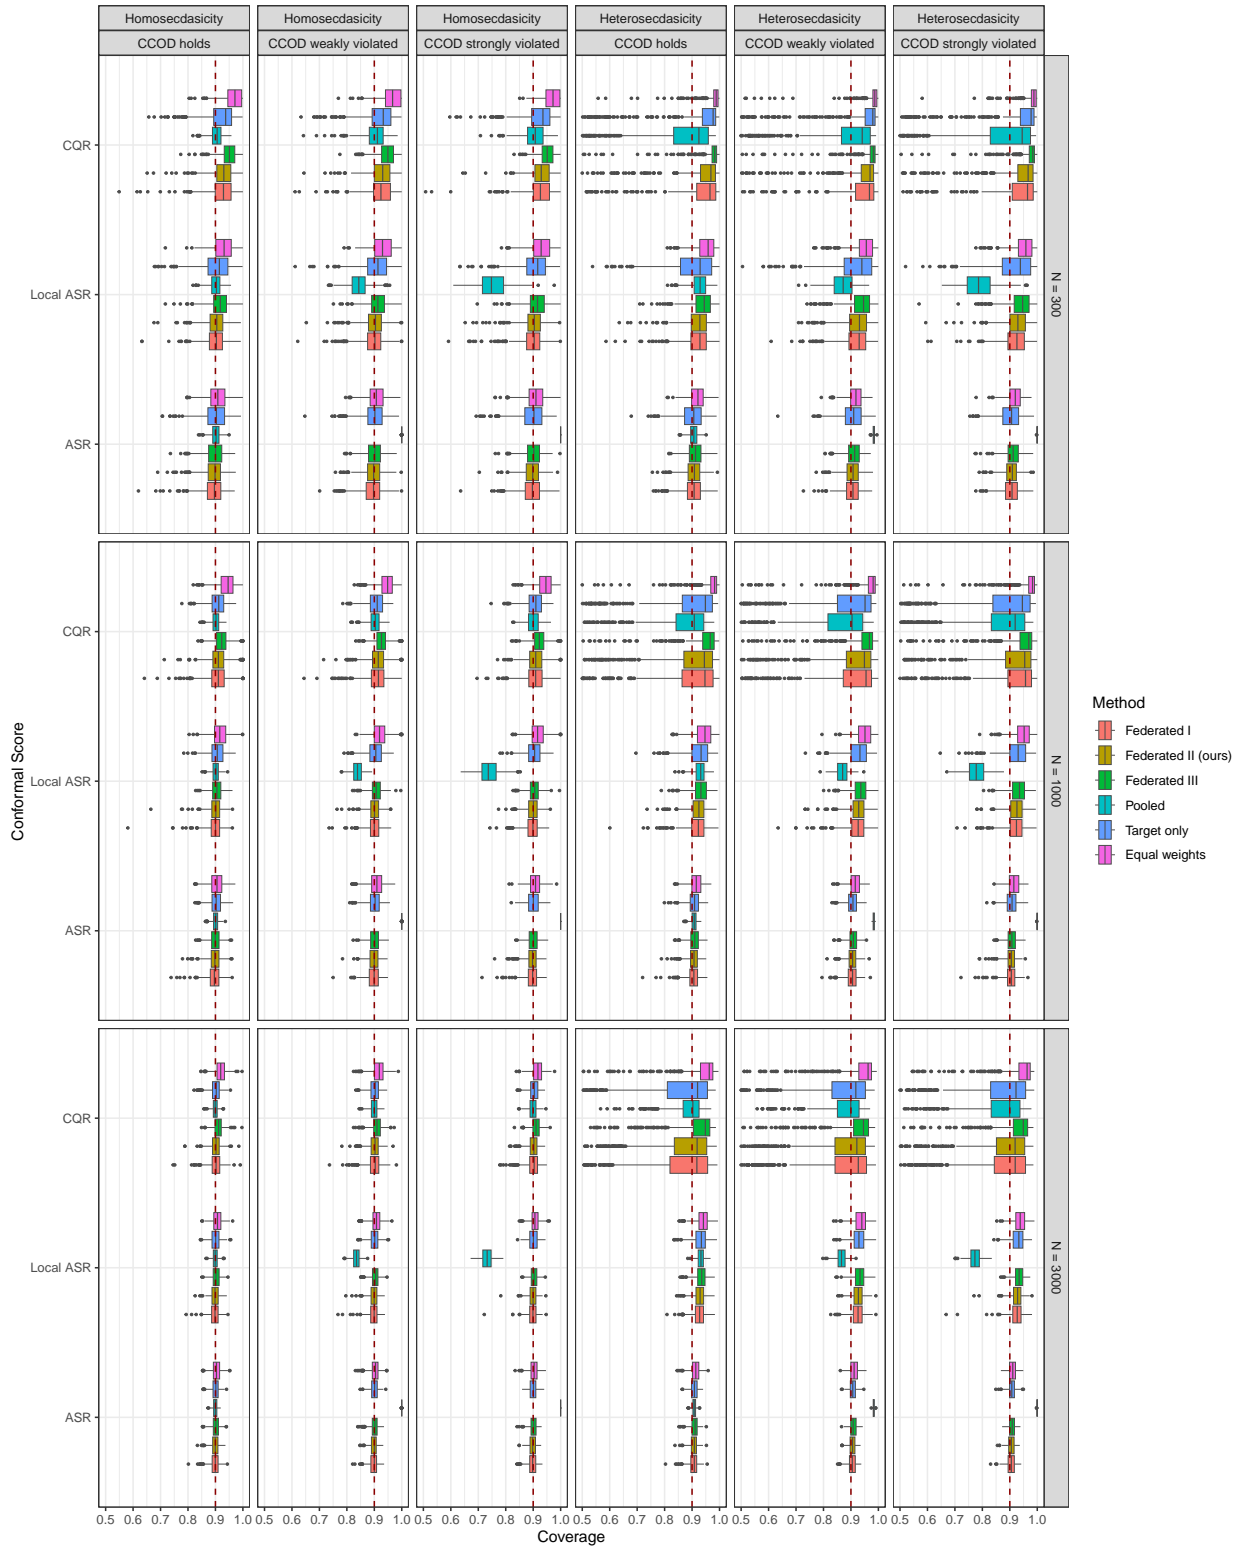 Homosecdasicity Homosecdasicity Homosecdasicity Heterosecdasicity Heterosecdasicity Heterosecdasicity
CCOD holds CCOD weakly violated CCOD strongly violated CCOD holds CCOD weakly violated CCOD strongly violated
CQR
Local ASR
ASR
N = 300
CQR
Local ASR
ASR
N = 1000
CQR
Local ASR
ASR
N = 3000
Conformal Score
0.5 0.6 0.7 0.8 0.9 1.0 0.5 0.6 0.7 0.8 0.9 1.0 0.5 0.6 0.7 0.8 0.9 1.0 0.5 0.6 0.7 0.8 0.9 1.0 0.5 0.6 0.7 0.8 0.9 1.0 0.5 0.6 0.7 0.8 0.9 1.0
Coverage
Method
Federated I
Federated II (ours)
Federated III
Pooled
Target only
Equal weights